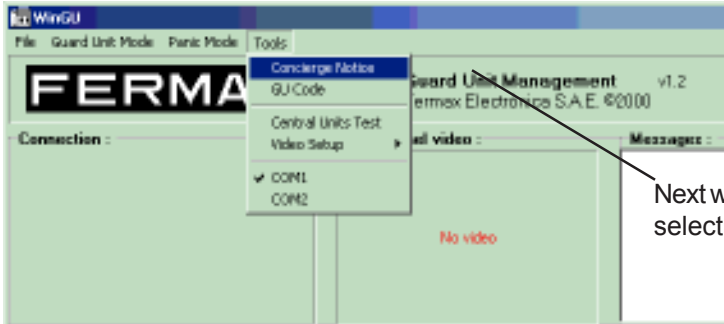 WinGU
File Guard Unit Mode Panic Mode Tools
Concierge Notice
GU Code
Central Units Test
Video Setup
COM1
COM2
FERMA
Guard Unit Management v1.2
ermax Electronica S.A.E. ©2000
Connection :
al video :
Messages :
No video
Next w
select